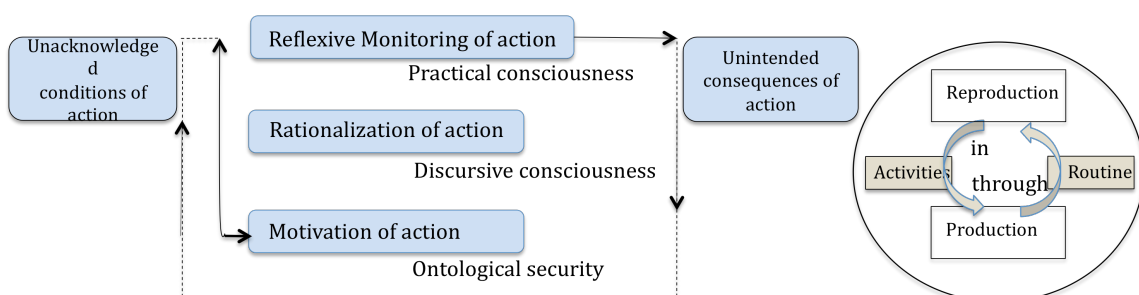 Unacknowledge
d
conditions of
action
Reflexive Monitoring of action
Practical consciousness
Rationalization of action
Discursive consciousness
Motivation of action
Ontological security
Unintended
consequences of
action
Reproduction
in
Activities
through
Routine
Production